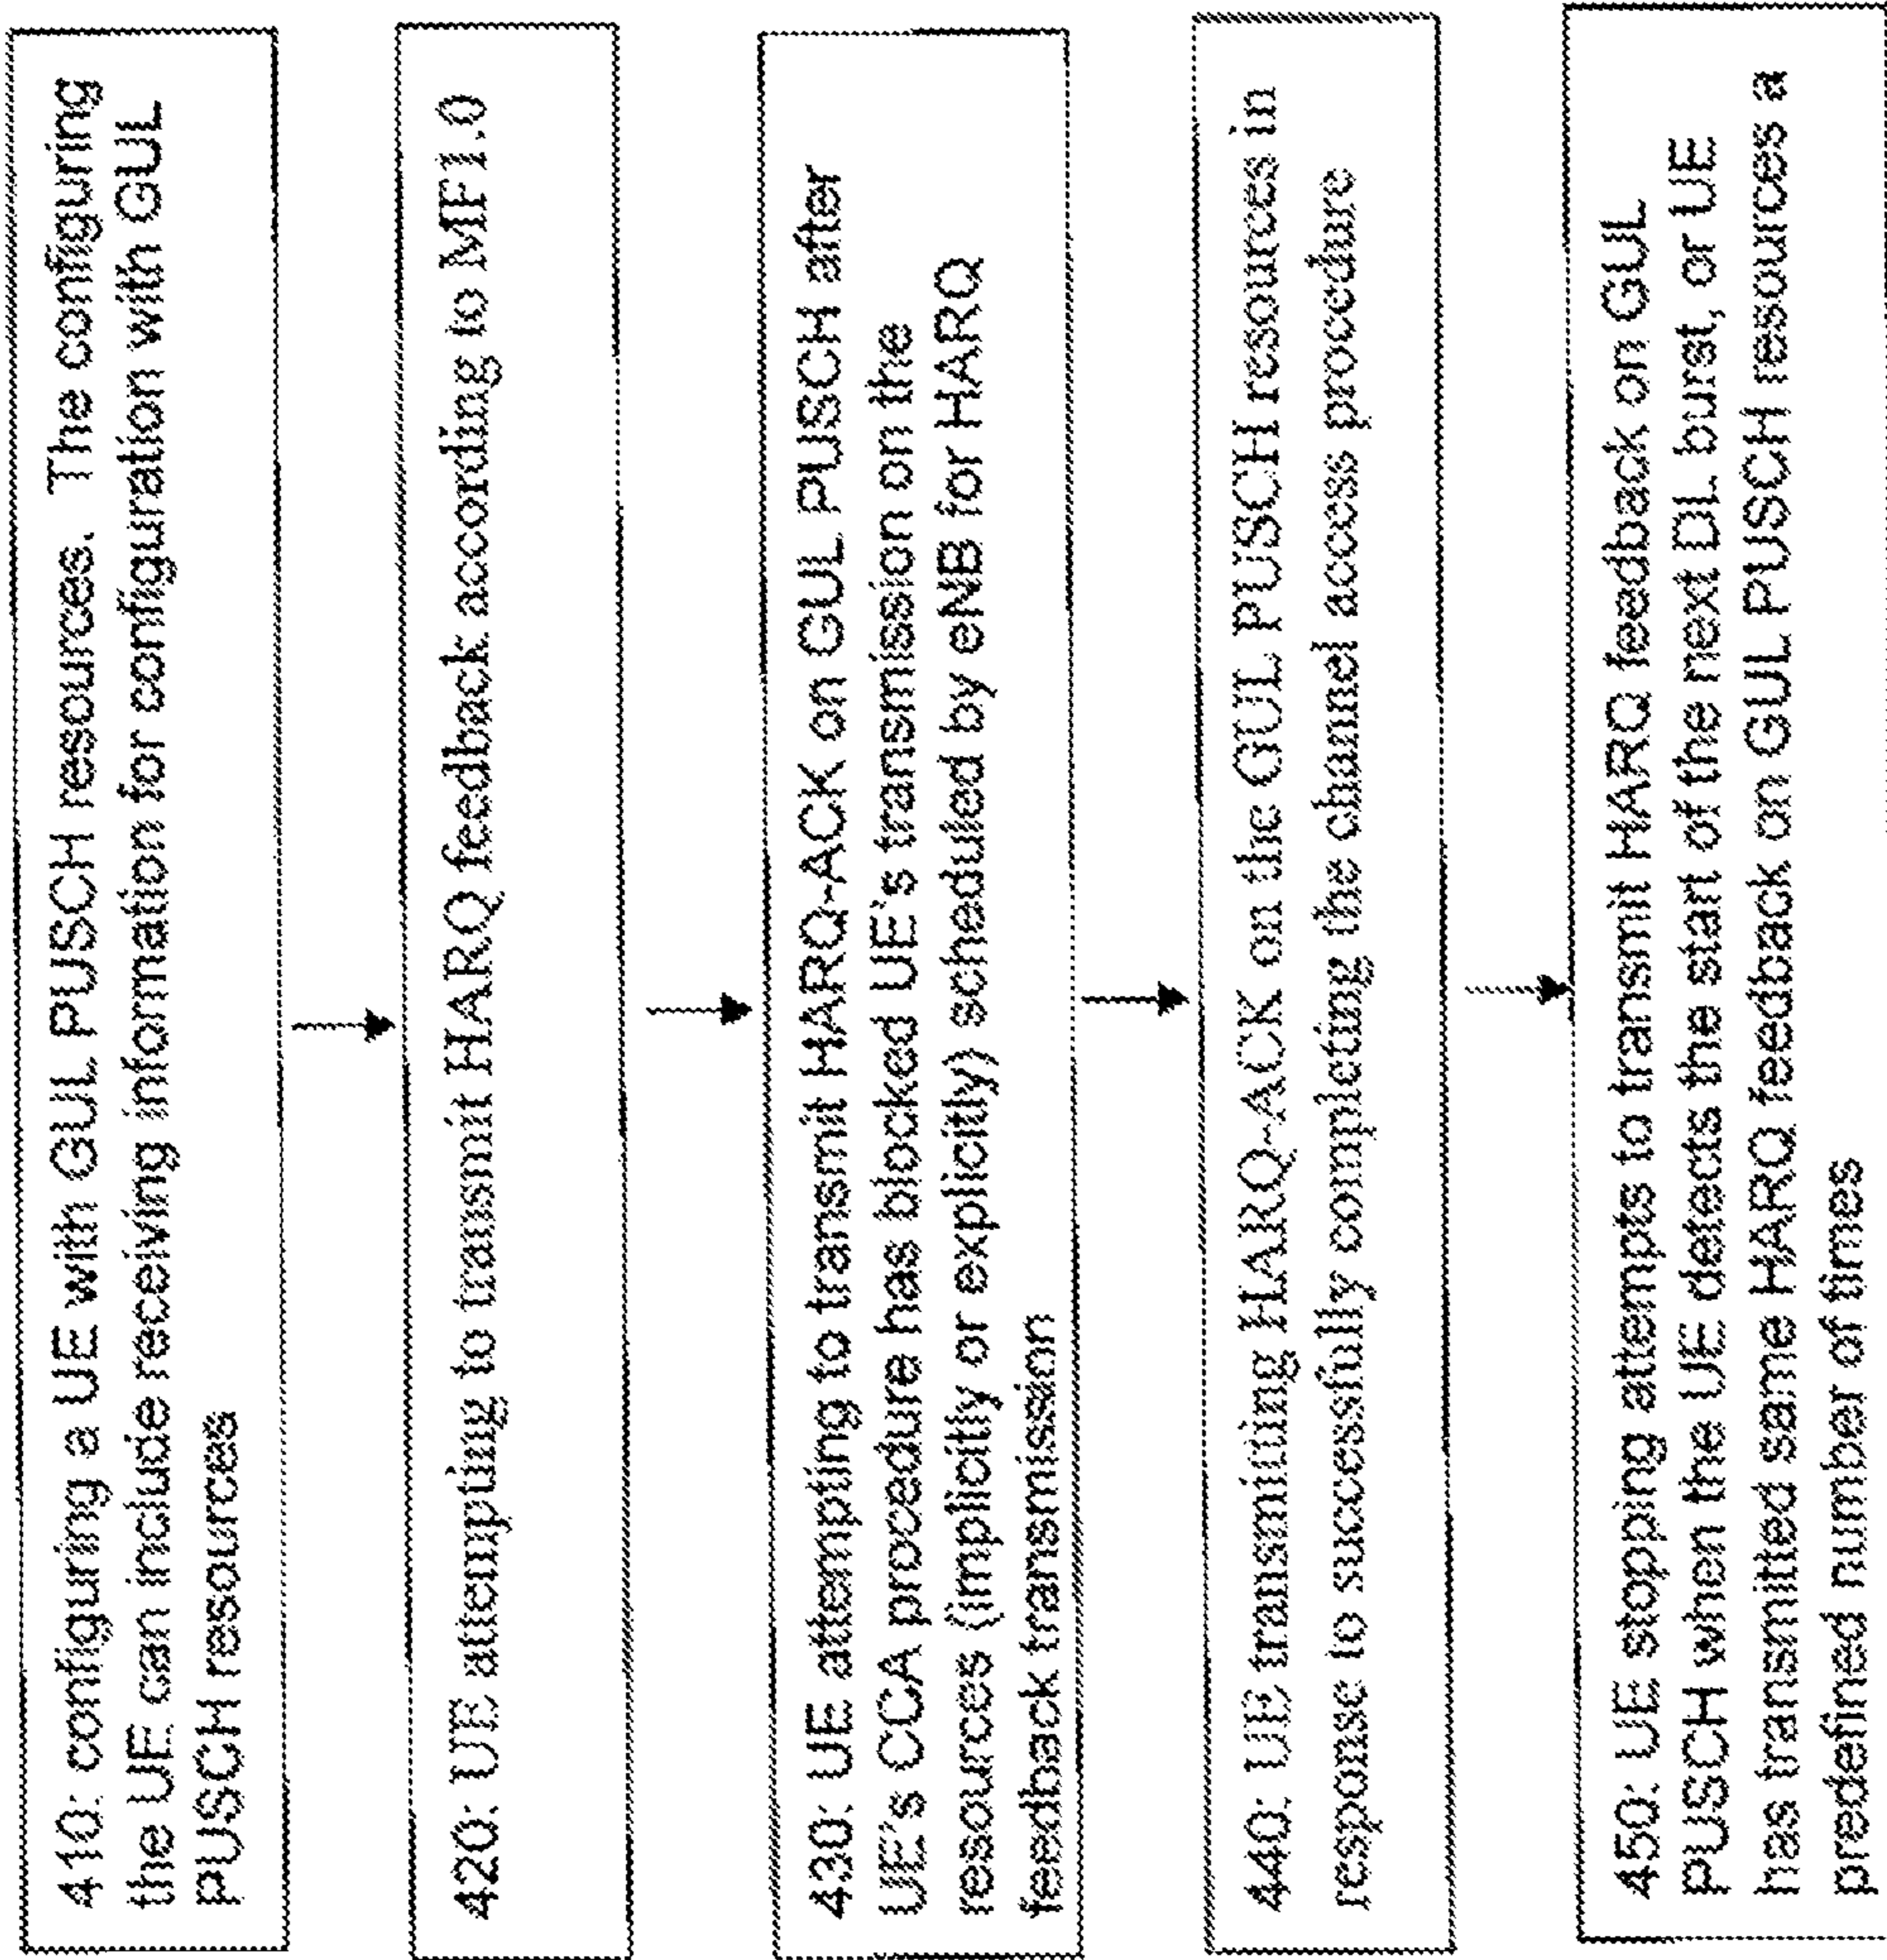 410: configuring a UE with GUL PUSCH resources. The configuring
the UE can include receiving information for configuration with GUL
PUSCH resources
420: UE attempting to transmit HARQ feedback according to MF1.0
430: UE attempting to transmit HARQ-ACK on GUL PUSCH after
UE's CCA procedure has blocked UE's transmission on the
resources (implicitly or explicitly) scheduled by eNB for HARQ
feedback transmission
440: UE transmitting HARQ-ACK on the GUL PUSCH resources in
response to successfully completing the channel access procedure
450: UE stopping attempts to transmit HARQ feedback on GUL
PUSCH when the UE detects the start of the next DL burst, or UE
has transmitted same HARQ feedback on GUL PUSCH resources a
predefined number of times